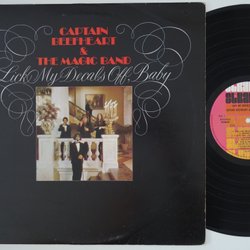 CAPTAIN
BEEFHEART
&
THE MAGIC BAND
Lick My Decals Off, Baby